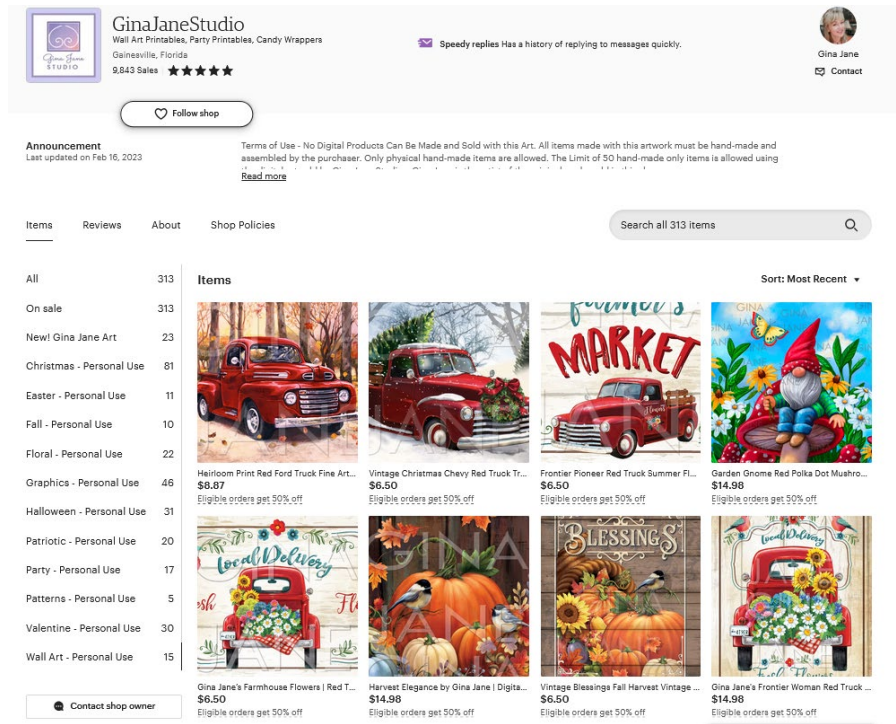 GinaJaneStudio
Wall Art Printables, Party Printables, Candy Wrappers
Gainesville, Florida
9,843 Sales
Gina Jane
STUDIO
Speedy replies Has a history of replying to messages quickly.
Gina Jane
Contact
Follow shop
Announcement
Last updated on Feb 16, 2023
Terms of Use - No Digital Products Can Be Made and Sold with this Art. All items made with this artwork must be hand-made and
assembled by the purchaser. Only physical hand-made items are allowed. The Limit of 50 hand-made only items is allowed using
Read more
Items Reviews About Shop Policies
Search all 313 items
All 313
On sale 313
New! Gina Jane Art 23
Christmas - Personal Use 81
Easter - Personal Use 11
Fall - Personal Use 10
Floral - Personal Use 22
Graphics - Personal Use 46
Halloween - Personal Use 31
Patriotic - Personal Use 20
Party - Personal Use 17
Patterns - Personal Use 5
Valentine - Personal Use 30
Wall Art - Personal Use 15
Contact shop owner
Items
Sort: Most Recent
farmer's
MARKET
GINA
JANE
Heirloom Print Red Ford Truck Fine Art...
$8.87
Eligible orders get 50% off
Vintage Christmas Chevy Red Truck Tr...
$6.50
Eligible orders get 50% off
Frontier Pioneer Red Truck Summer Fl...
$6.50
Eligible orders get 50% off
Garden Gnome Red Polka Dot Mushro...
$14.98
Eligible orders get 50% off
Local Delivery
GINA
JANE
BLESSINGS
Local Delivery
Fresh Flowers
Gina Jane's Farmhouse Flowers | Red T...
$6.50
Eligible orders get 50% off
Harvest Elegance by Gina Jane | Digita...
$14.98
Eligible orders get 50% off
Vintage Blessings Fall Harvest Vintage ...
$6.50
Eligible orders get 50% off
Gina Jane's Frontier Woman Red Truck ...
$14.98
Eligible orders get 50% off